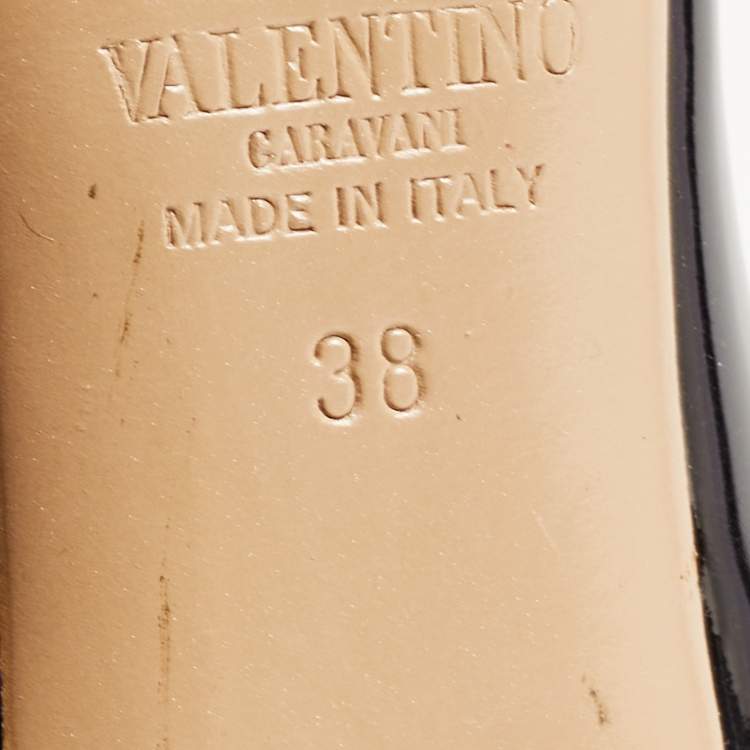 VALENTINO
GARAVANI
MADE IN ITALY
38